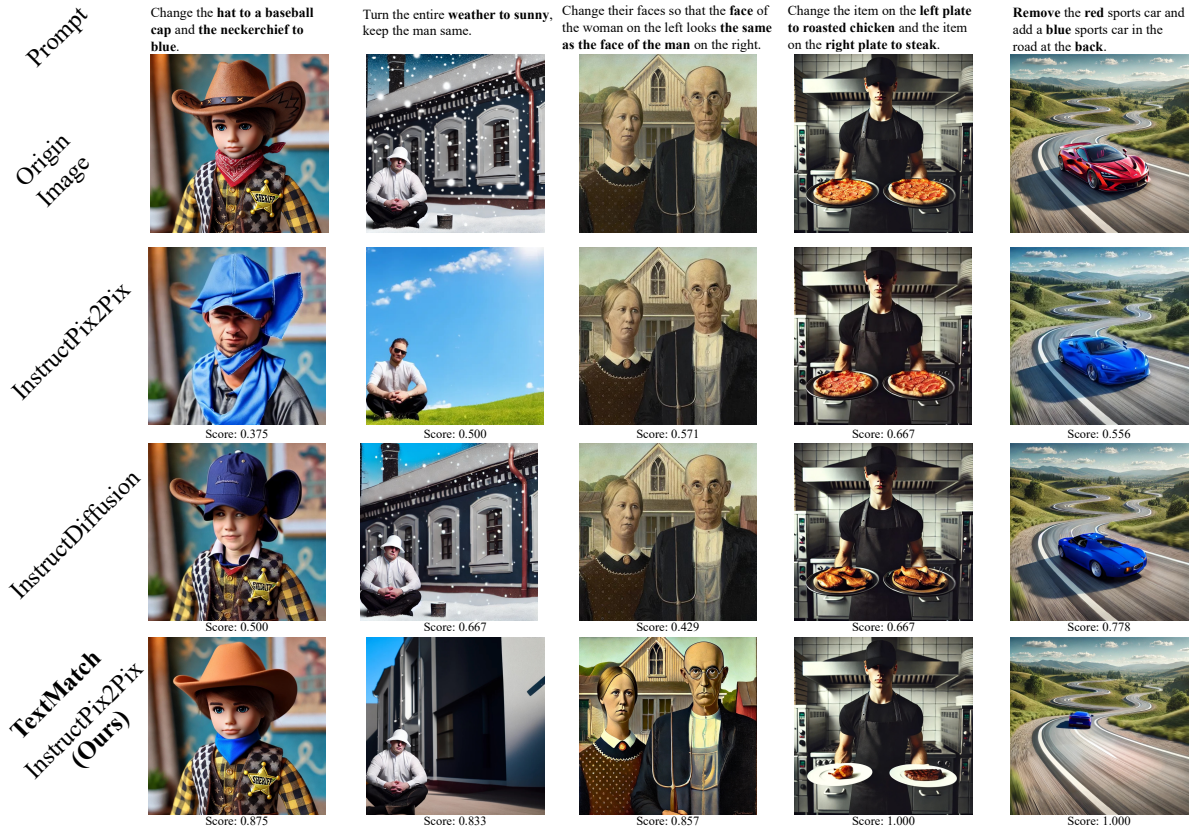 Prompt
Change the hat to a baseball
cap and the neckerchief to
blue.
Turn the entire weather to sunny,
keep the man same.
Change their faces so that the face of
the woman on the left looks the same
as the face of the man on the right.
Change the item on the left plate
to roasted chicken and the item
on the right plate to steak.
Remove the red sports car and
add a blue sports car in the
road at the back.
Origin
Image
SHERIFF
InstructPix2Pix
Score: 0.375
Score: 0.500
Score: 0.571
Score: 0.667
Score: 0.556
InstructDiffusion
Score: 0.500
Score: 0.667
Score: 0.429
Score: 0.667
Score: 0.778
TextMatch
InstructPix2Pix
(Ours)
Score: 0.875
Score: 0.833
Score: 0.857
Score: 1.000
Score: 1.000